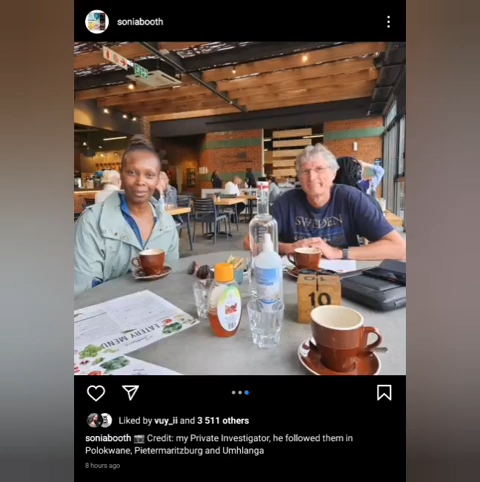 soniabooth
SWEDEN
EATERY MENU
10
Liked by vuy_ii and 3 511 others
soniabooth 📷 Credit: my Private Investigator, he followed them in
Polokwane, Pietermaritzburg and Umhlanga
8 hours ago